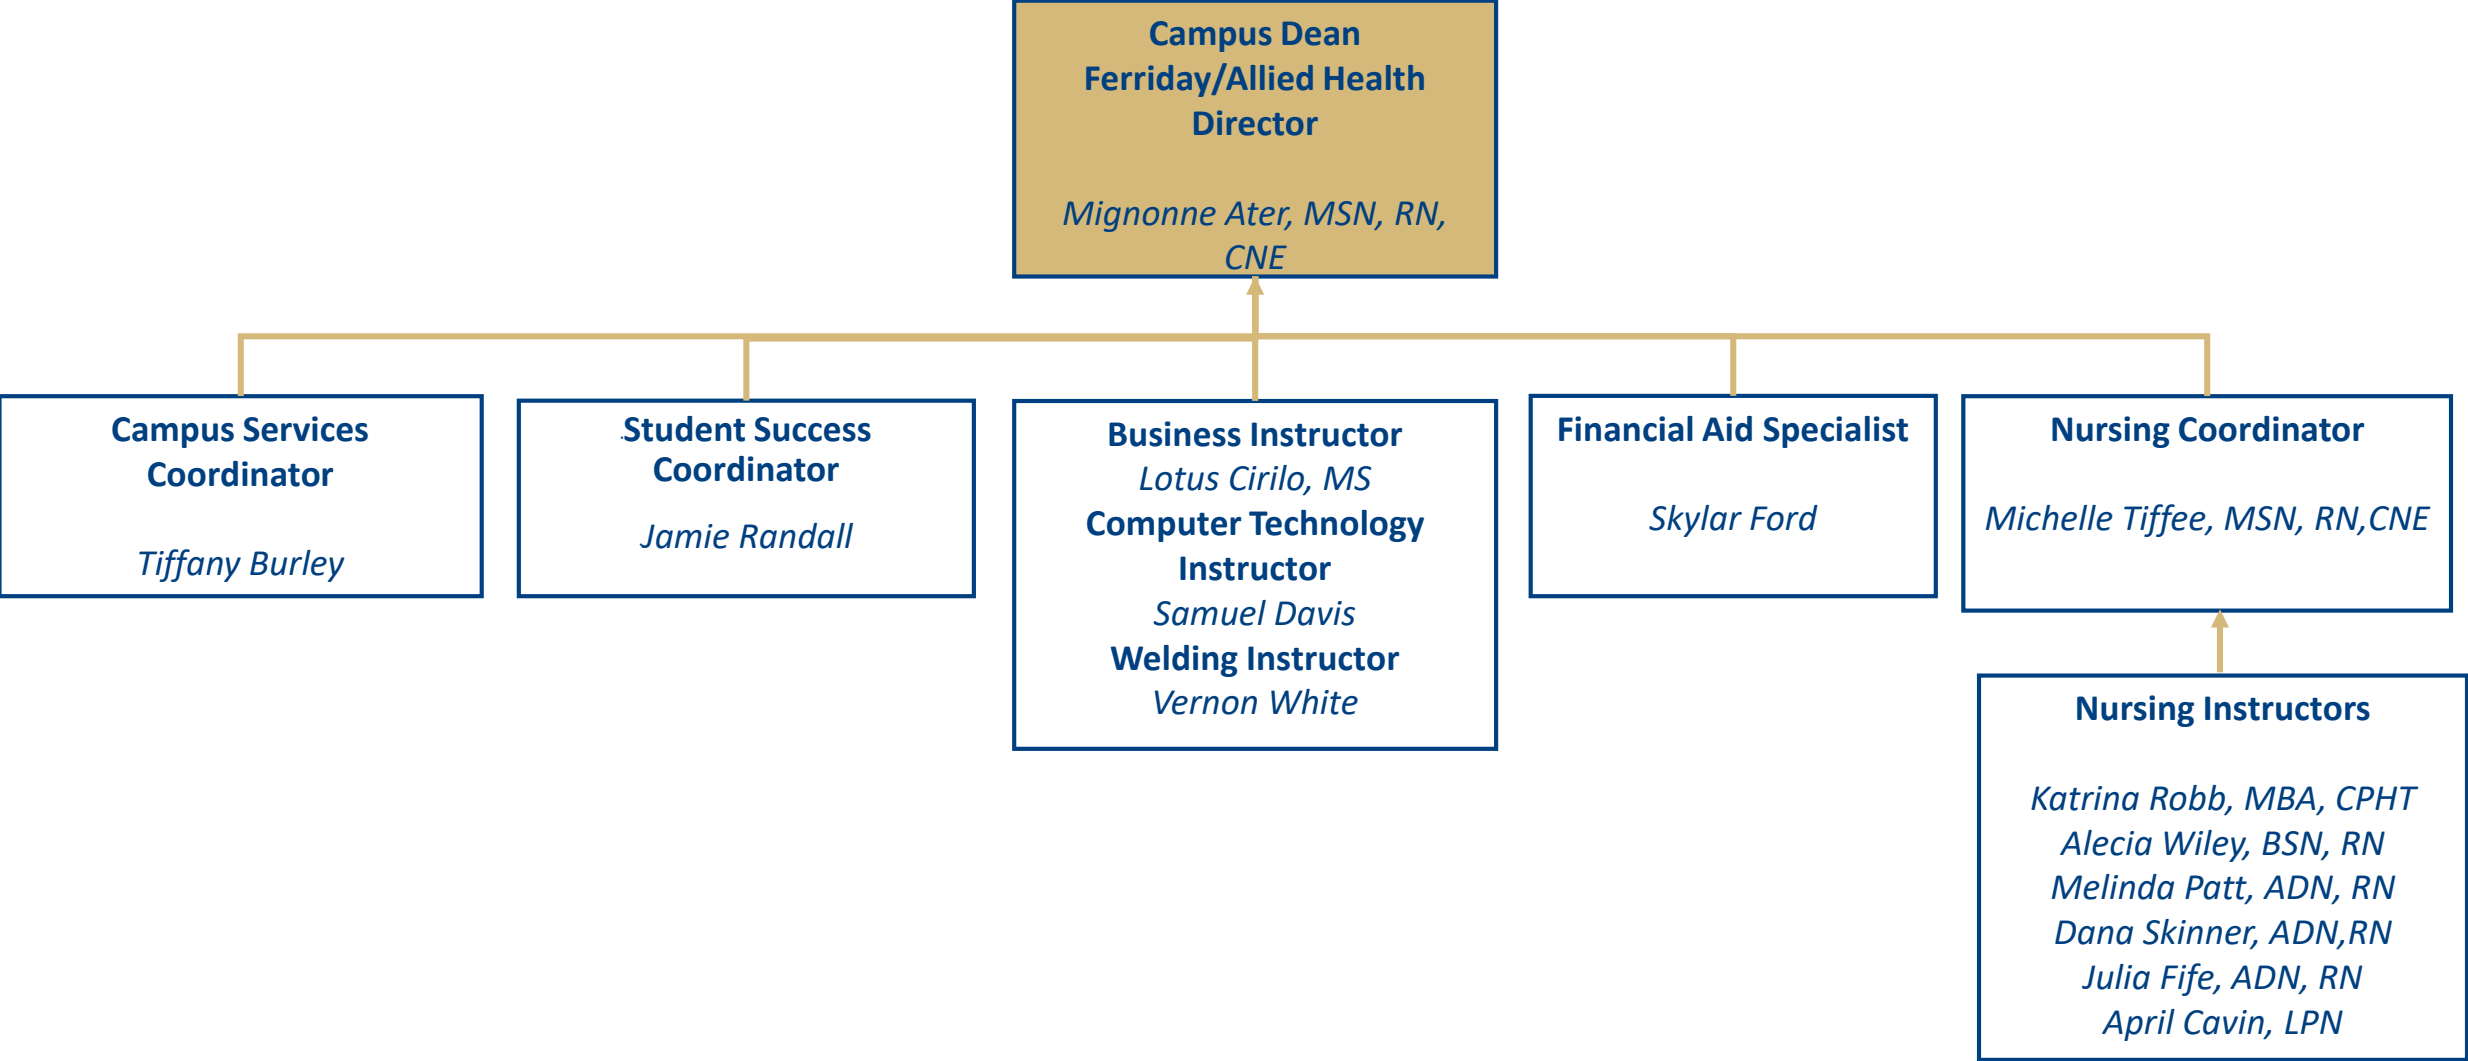 Campus Dean
Ferriday/Allied Health
Director
Mignonne Ater, MSN, RN,
CNE
Campus Services
Coordinator
Tiffany Burley
Student Success
Coordinator
Jamie Randall
Business Instructor
Lotus Cirilo, MS
Computer Technology
Instructor
Samuel Davis
Welding Instructor
Vernon White
Financial Aid Specialist
Skylar Ford
Nursing Coordinator
Michelle Tiffee, MSN, RN,CNE
Nursing Instructors
Katrina Robb, MBA, CPHT
Alecia Wiley, BSN, RN
Melinda Patt, ADN, RN
Dana Skinner, ADN,RN
Julia Fife, ADN, RN
April Cavin, LPN